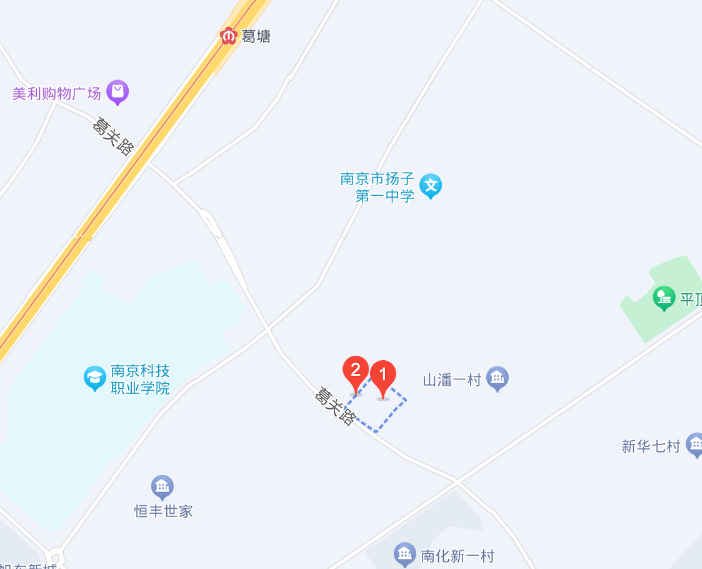 葛塘
美利购物广场
葛关路
南京市扬子
第一中学
平顶
南京科技
职业学院
2
1
山潘一村
葛关路
新华七村
恒丰世家
南化新一村